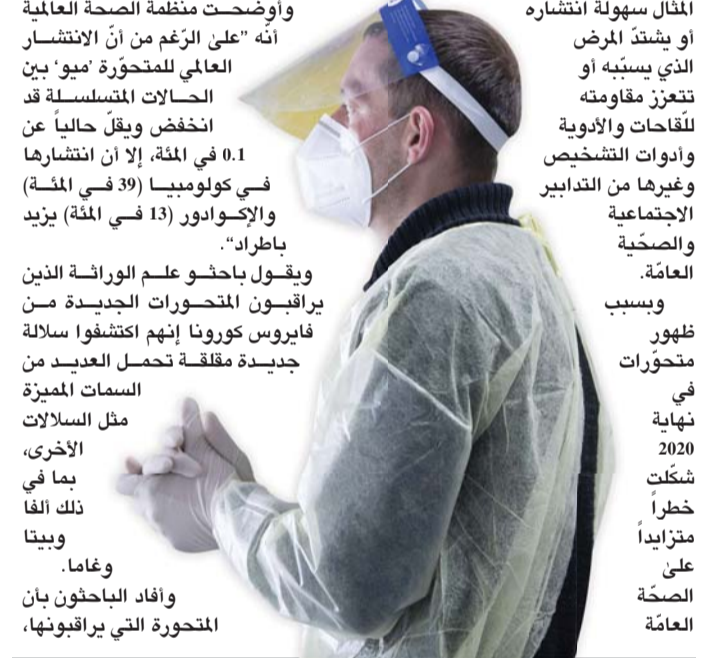 المثال سهولة انتشاره
أو يشتدّ المرض
الذي يسبّبه أو
تتعزز مقاومته
للّقاحات والأدوية
وأدوات التشخيص
وغيرها من التدابير
الاجتماعية
والصحّية
العامّة.
وبسبب
ظهور
متحوّرات
في
نهاية
2020
شكّلت
خطراً
متزايداً
على
الصحّة
العامّة
وأوضحت منظمة الصحة العالمية
أنّه ”على الرّغم من أنّ الانتشار
العالمي للمتحوّرة ’ميو‘ بين
الحالات المتسلسلة قد
انخفض ويقلّ حالياً عن
0.1 في المئة، إلا أن انتشارها
في كولومبيا (39 في المئة)
والإكوادور (13 في المئة) يزيد
باطراد“.
ويقول باحثو علم الوراثة الذين
يراقبون المتحورات الجديدة من
فايروس كورونا إنهم اكتشفوا سلالة
جديدة مقلقة تحمل العديد من
السمات المميزة
مثل السلالات
الأخرى،
بما في
ذلك ألفا
وبيتا
وغاما.
وأفاد الباحثون بأن
المتحورة التي يراقبونها،